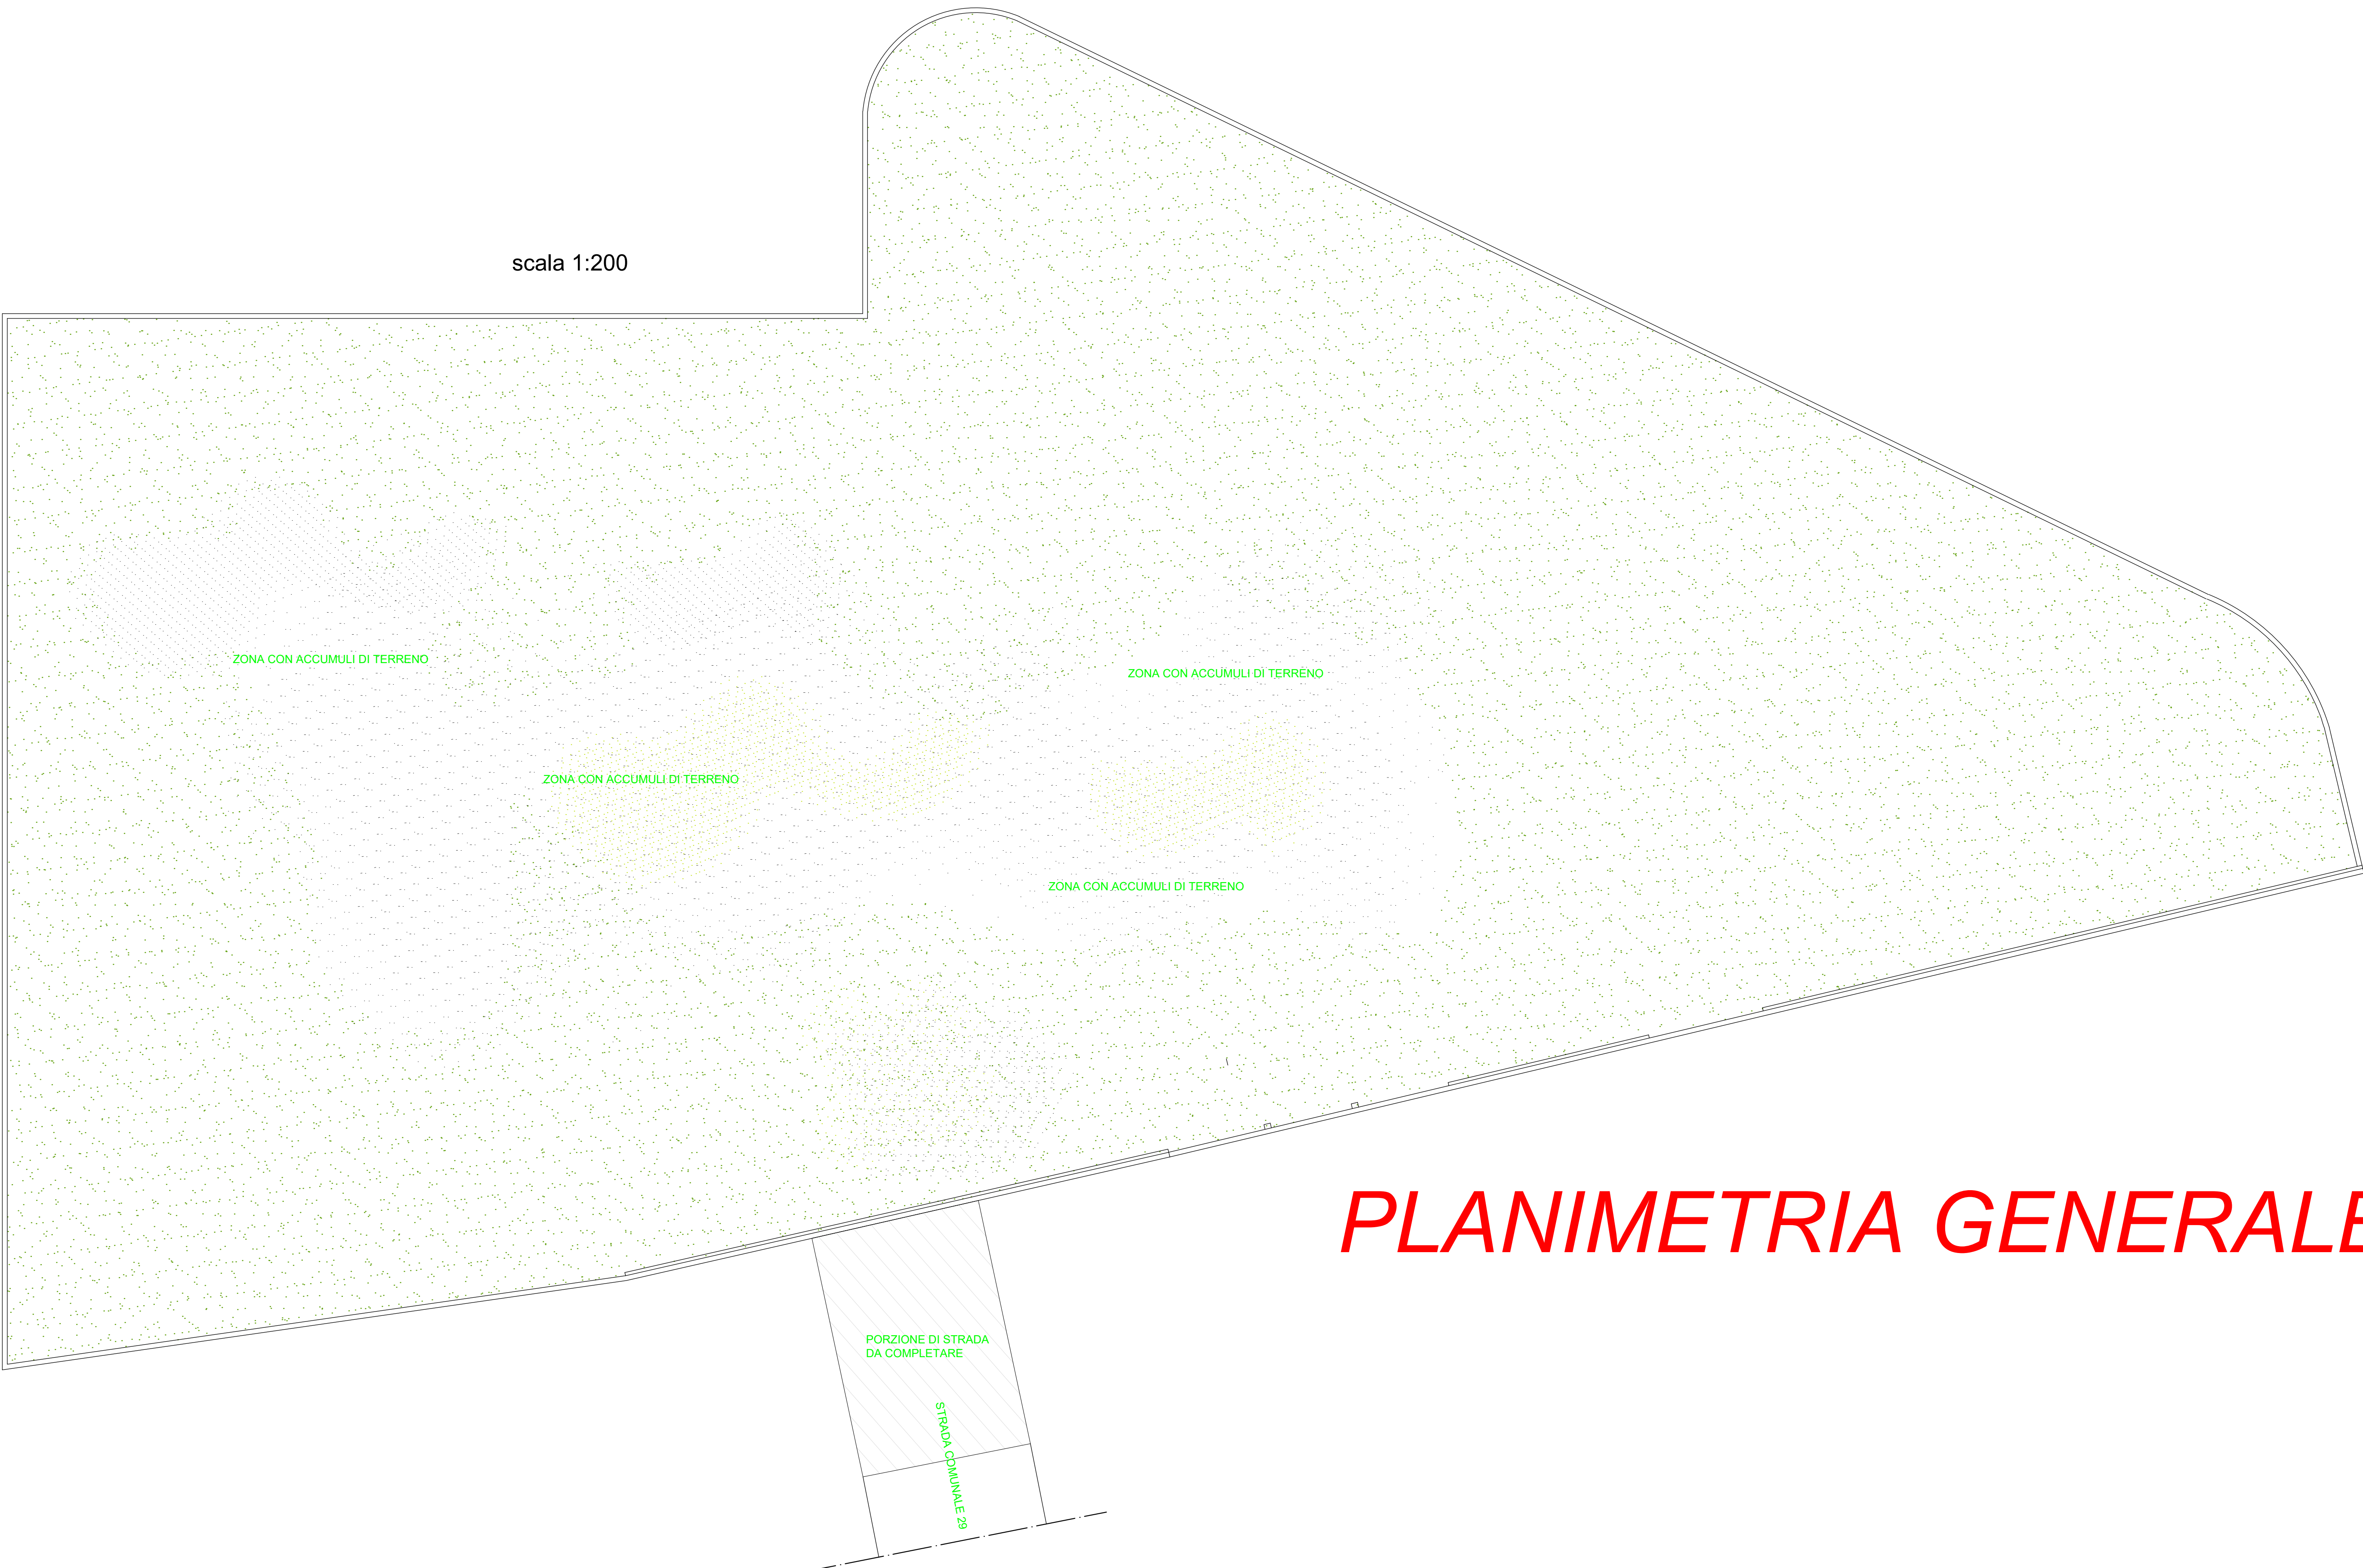 scala 1:200
ZONA CON ACCUMULI DI TERRENO
ZONA CON ACCUMULI DI TERRENO
ZONA CON ACCUMULI DI TERRENO
ZONA CON ACCUMULI DI TERRENO
PLANIMETRIA GENERALE
PORZIONE DI STRADA
DA COMPLETARE
STRADA COMUNALE 29